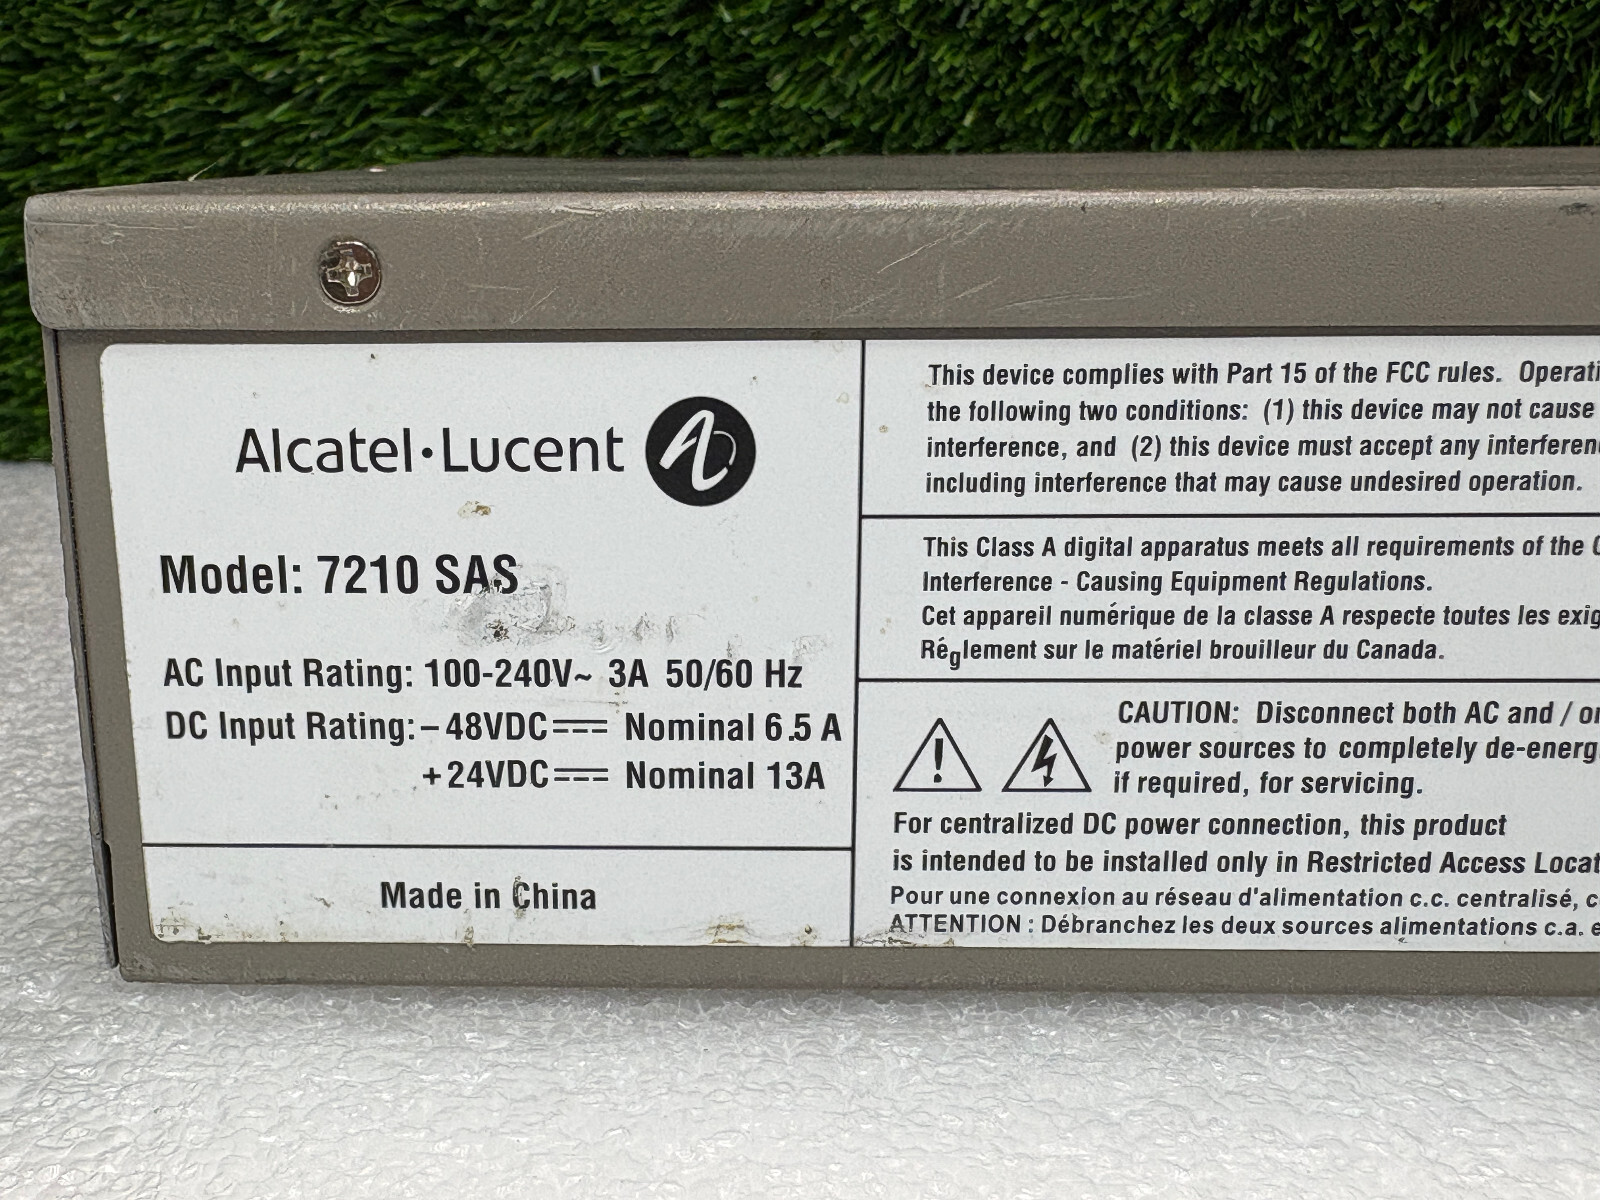 Alcatel·Lucent
Model: 7210 SAS
AC Input Rating: 100-240V~ 3A 50/60 Hz
DC Input Rating: -48VDC Nominal 6.5 A
+24VDC Nominal 13A
Made in China
This device complies with Part 15 of the FCC rules. Operati
the following two conditions: (1) this device may not cause
interference, and (2) this device must accept any interferen
including interference that may cause undesired operation.
This Class A digital apparatus meets all requirements of the
Interference - Causing Equipment Regulations.
Cet appareil numérique de la classe A respecte toutes les exig
Réglement sur le matériel brouilleur du Canada.
CAUTION: Disconnect both AC and / or
power sources to completely de-energ
if required, for servicing.
For centralized DC power connection, this product
is intended to be installed only in Restricted Access Locat
Pour une connexion au réseau d'alimentation c.c. centralisé, c
ATTENTION : Débranchez les deux sources alimentations c.a. e